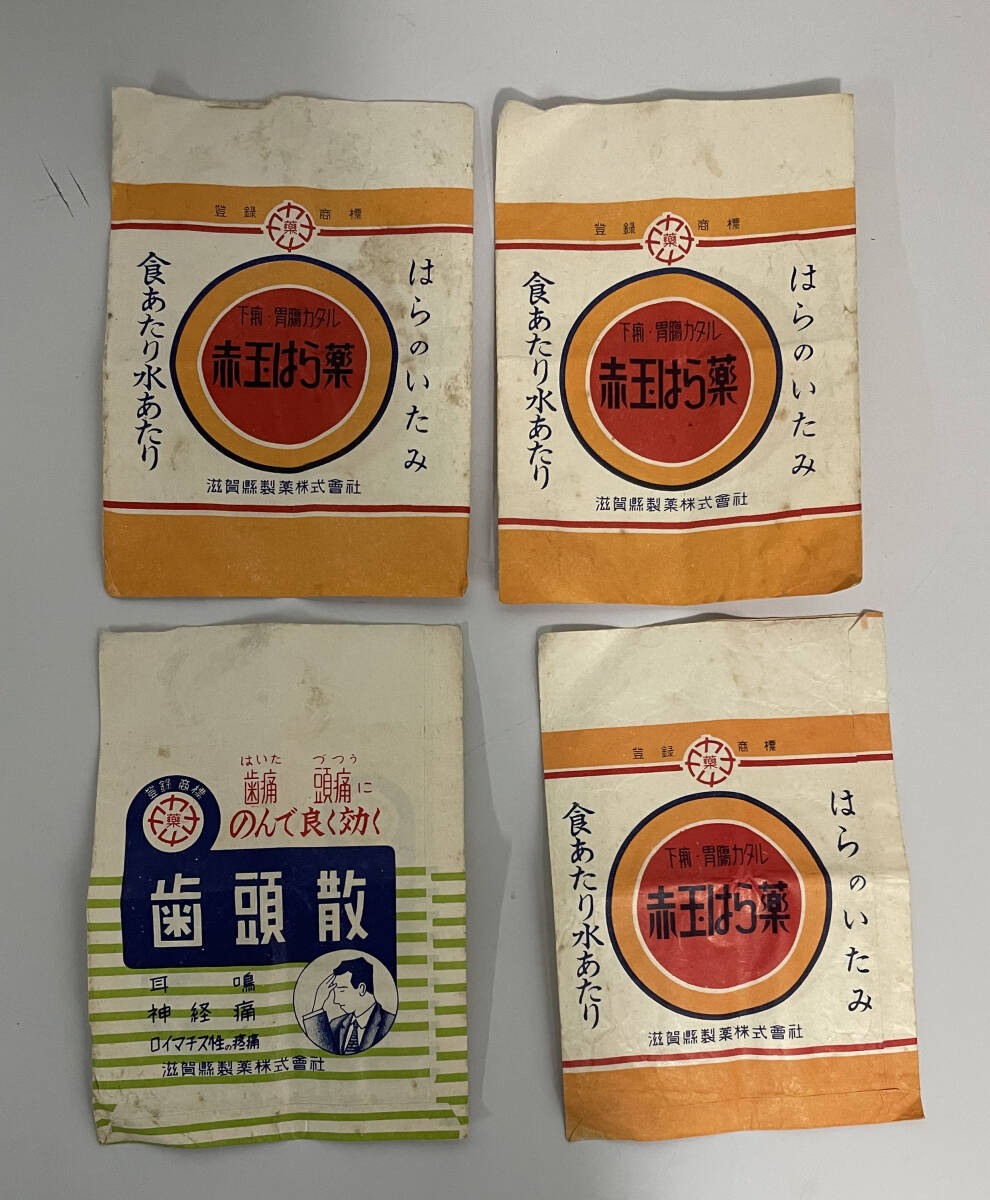 登録商標
藥
はらのいたみ
下痢・胃腸カタル
赤玉はら薬
食あたり水あたり
滋賀縣製薬株式會社
登録商標
藥
はらのいたみ
下痢・胃腸カタル
赤玉はら薬
食あたり水あたり
滋賀縣製薬株式會社
登録商標
藥
はいた づつう
歯痛 頭痛に
のんで良く効く
歯頭散
耳鳴
神経痛
ロイマチス性の疼痛
滋賀縣製薬株式會社
登録商標
藥
はらのいたみ
下痢・胃腸カタル
赤玉はら薬
食あたり水あたり
滋賀縣製薬株式會社